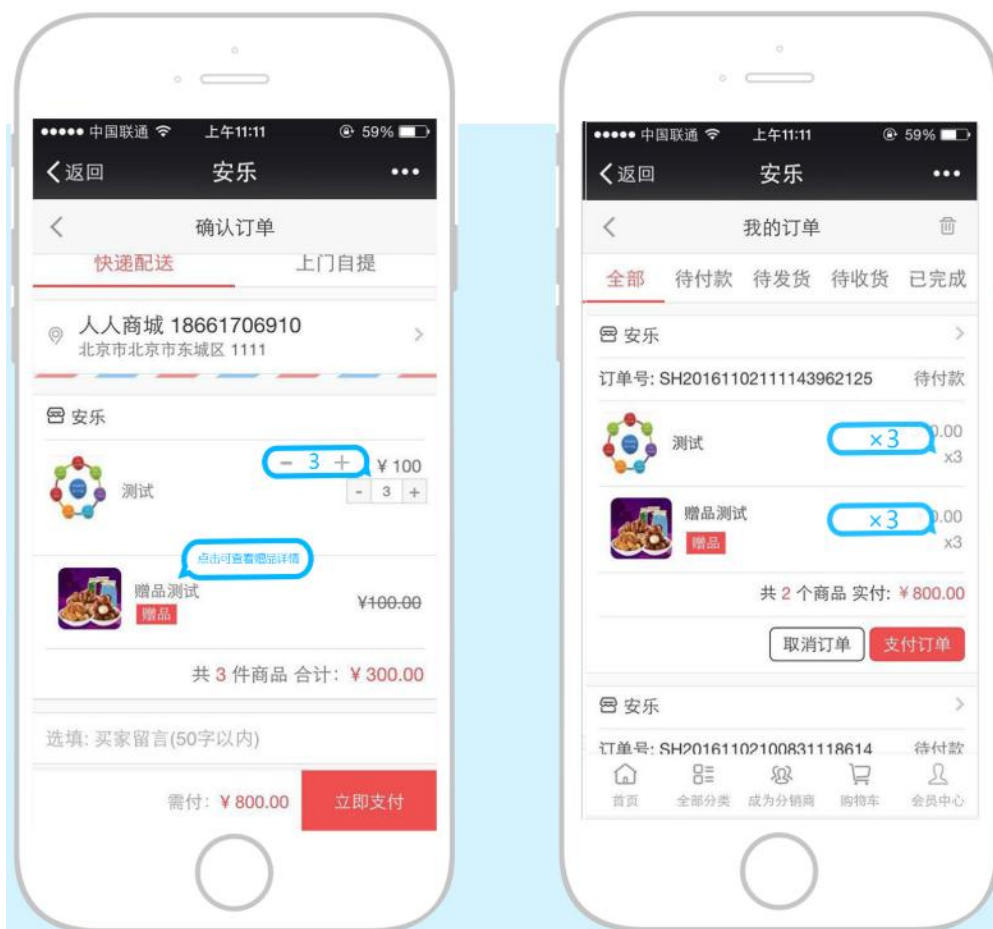 中国联通 上午11:11 59%
返回 安乐
确认订单
快递配送 上门自提
人人商城 18661706910
北京市北京市东城区 1111
安乐
- 3 +
¥ 100
测试
- 3 +
点击可查看赠品详情
赠品测试
¥100.00
赠品
共 3 件商品 合计: ¥ 300.00
选填: 买家留言(50字以内)
需付: ¥ 800.00 立即支付
中国联通 上午11:11 59%
返回 安乐
我的订单
全部 待付款 待发货 待收货 已完成
安乐
订单号: SH20161102111143962125 待付款
测试 ×3 0.00
x3
赠品测试 ×3 0.00
赠品 x3
共 2 个商品 实付: ¥ 800.00
取消订单 支付订单
安乐
订单号: SH20161102100831118614 待付款
首页 全部分类 成为分销商 购物车 会员中心